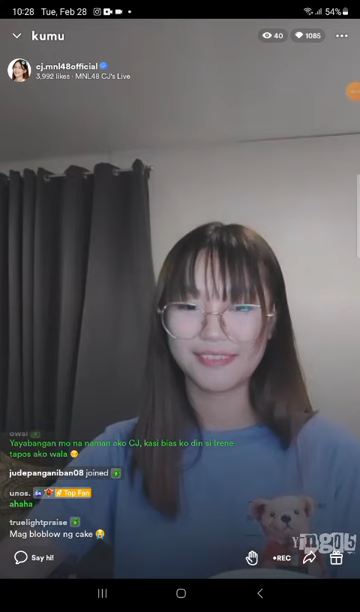 10:28 Tue, Feb 28 54%
kumu 40 1085
cj.mnl48official
3,992 likes · MNL48 CJ's Live
owsi
Yayabangan mo na naman ako CJ, kasi bias ko din si Irene
tapos ako wala
judepanganiban08 joined
unos. Top Fan
ahaha
truelightpraise
Mag bloblow ng cake
Say hi!
REC